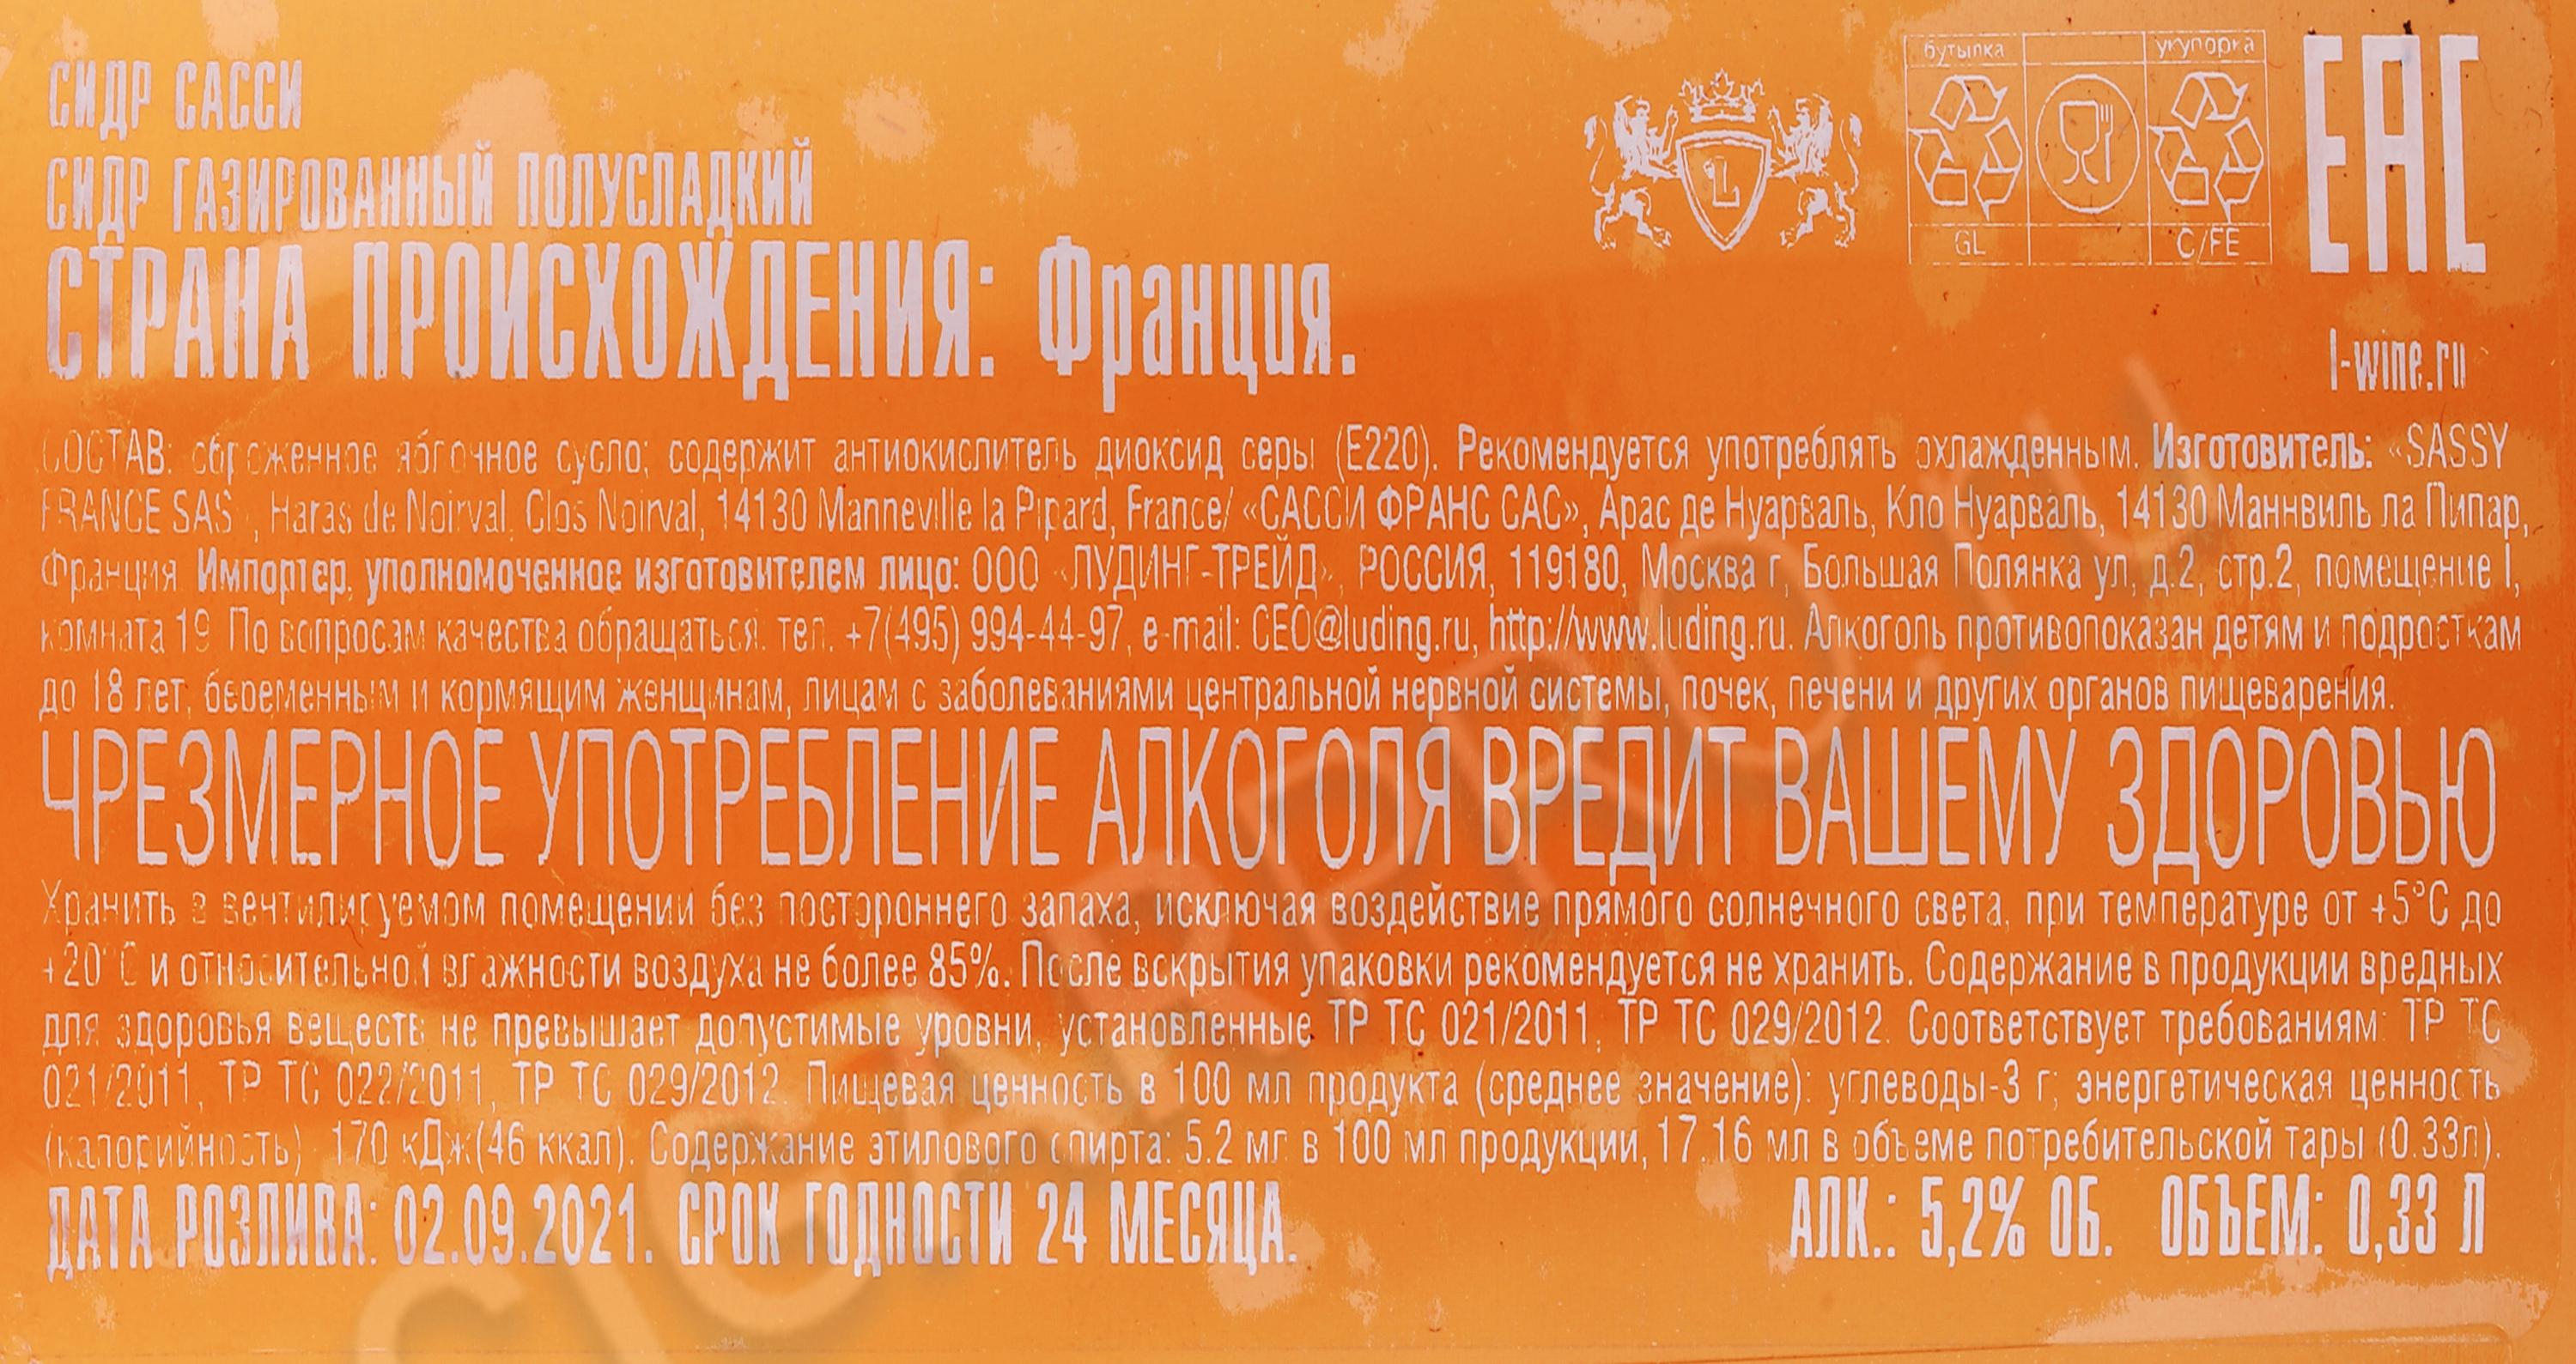 СИДР САССИ
СИДР ГАЗИРОВАННЫЙ ПОЛУСЛАДКИЙ
СТРАНА ПРОИСХОЖДЕНИЯ: Франция.
бутылка укупорка
GL C/FE
EAC
l-wine.ru
СОСТАВ: сброженное яблочное сусло; содержит антиокислитель диоксид серы (Е220). Рекомендуется употреблять охлажденным. Изготовитель: «SASSY
FRANCE SAS», Haras de Noirval, Clos Noirval, 14130 Manneville la Pipard, France/ «САССИ ФРАНС САС», Арас де Нуарваль, Кло Нуарваль, 14130 Маннвиль ла Пипар,
Франция. Импортер, уполномоченное изготовителем лицо: ООО «ЛУДИНГ-ТРЕЙД», РОССИЯ, 119180, Москва г, Большая Полянка ул, д.2, стр.2, помещение I,
комната 19. По вопросам качества обращаться: тел. +7(495) 994-44-97, e-mail: CEO@luding.ru, http://www.luding.ru. Алкоголь противопоказан детям и подросткам
до 18 лет, беременным и кормящим женщинам, лицам с заболеваниями центральной нервной системы, почек, печени и других органов пищеварения.
ЧРЕЗМЕРНОЕ УПОТРЕБЛЕНИЕ АЛКОГОЛЯ ВРЕДИТ ВАШЕМУ ЗДОРОВЬЮ
Хранить в вентилируемом помещении без постороннего запаха, исключая воздействие прямого солнечного света, при температуре от +5°С до
+20°С и относительной влажности воздуха не более 85%. После вскрытия упаковки рекомендуется не хранить. Содержание в продукции вредных
для здоровья веществ не превышает допустимые уровни, установленные ТР ТС 021/2011, ТР ТС 029/2012. Соответствует требованиям: ТР ТС
021/2011, ТР ТС 022/2011, ТР ТС 029/2012. Пищевая ценность в 100 мл продукта (среднее значение): углеводы-3 г; энергетическая ценность
(калорийность) - 170 кДж(46 ккал). Содержание этилового спирта: 5.2 мг в 100 мл продукции, 17.16 мл в объеме потребительской тары (0.33л).
ДАТА РОЗЛИВА: 02.09.2021. СРОК ГОДНОСТИ 24 МЕСЯЦА. АЛК.: 5,2% ОБ. ОБЪЕМ: 0,33 Л
CIGARPRO.ru